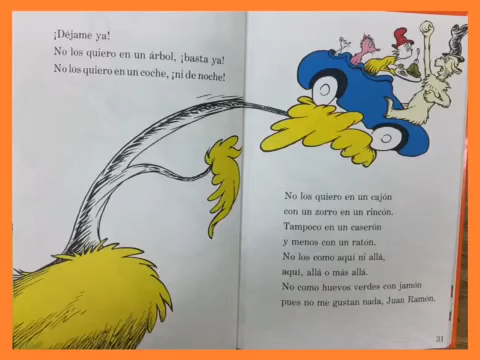 ¡Déjame ya!
No los quiero en un árbol, ¡basta ya!
No los quiero en un coche, ¡ni de noche!
No los quiero en un cajón
con un zorro en un rincón.
Tampoco en un caserón
y menos con un ratón.
No los como aquí ni allá,
aquí, allá o más allá.
No como huevos verdes con jamón
pues no me gustan nada, Juan Ramón.
31